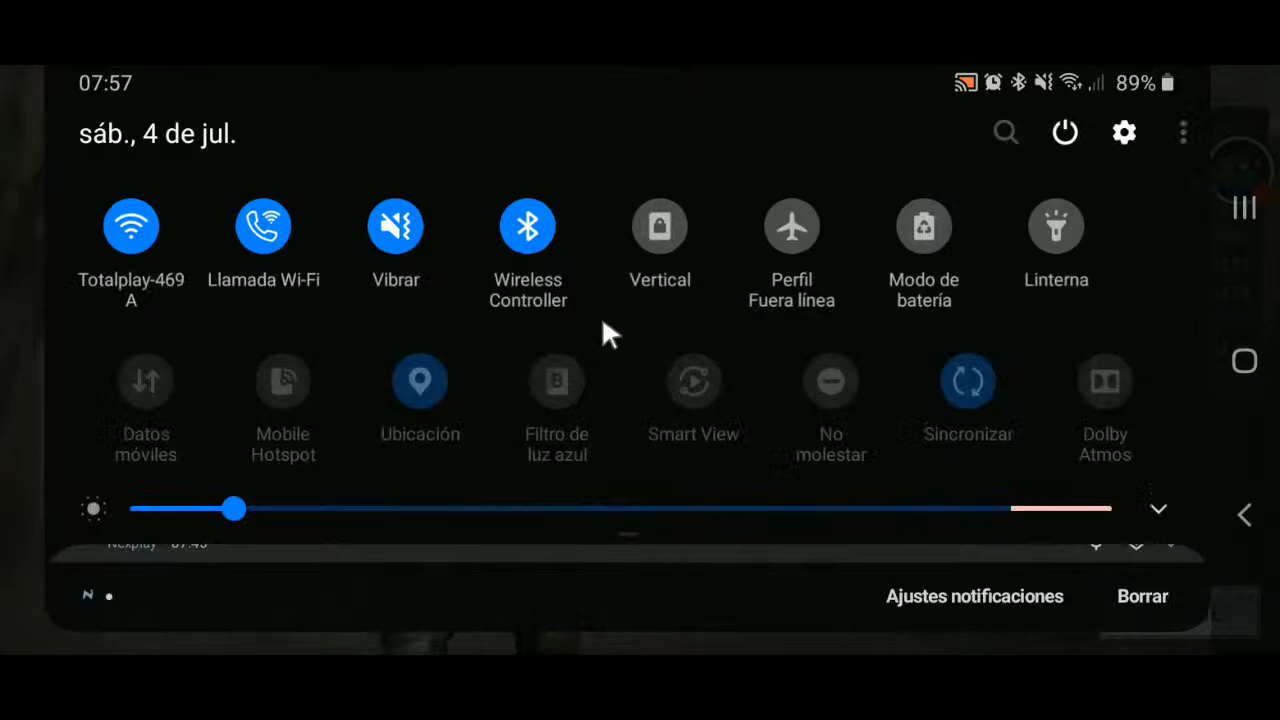 07:57
89%
sáb., 4 de jul.
Totalplay-469
A
Llamada Wi-Fi
Vibrar
Wireless
Controller
Vertical
Perfil
Fuera línea
Modo de
batería
Linterna
Datos
móviles
Mobile
Hotspot
Ubicación
Filtro de
luz azul
Smart View
No
molestar
Sincronizar
Dolby
Atmos
Nexplay
Ajustes notificaciones
Borrar